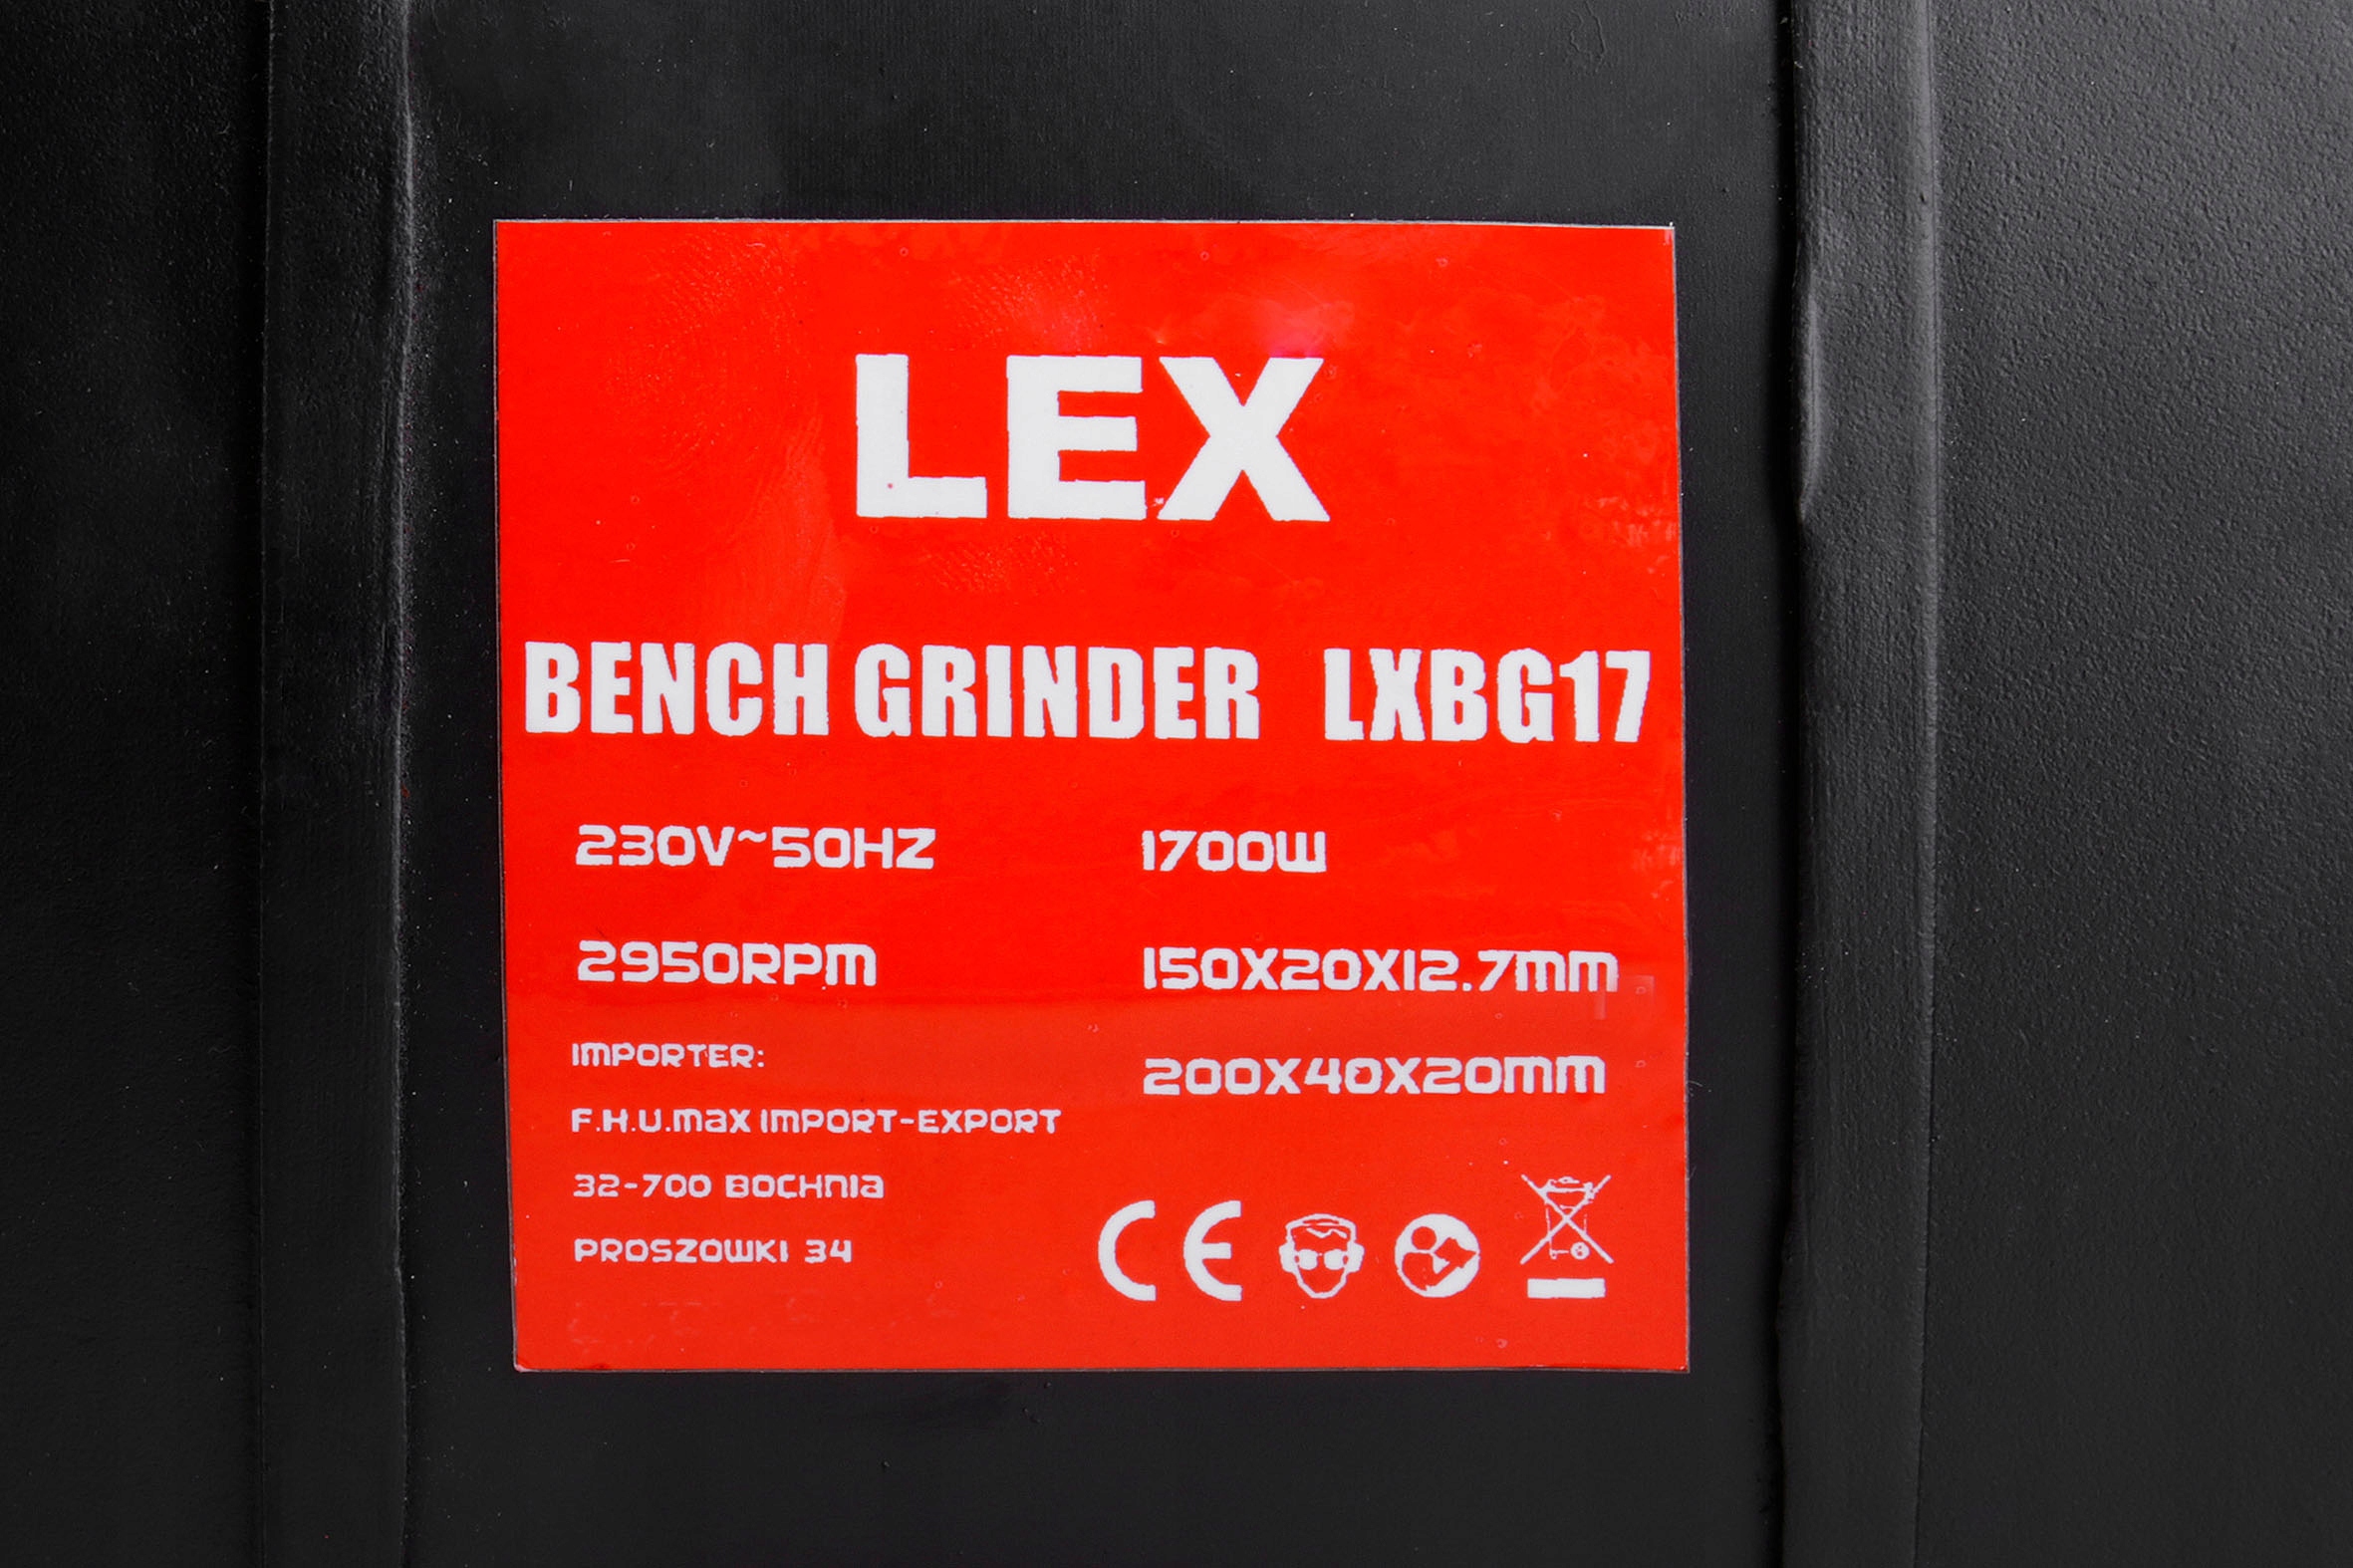 LEX
BENCH GRINDER LXBG17
230V~50HZ 1700W
2950RPM 150X20X12.7mm
200X40X20mm
IMPORTER:
F.H.U.max IMPORT-EXPORT
32-700 BOCHNIA
PROSZOWKI 34
CE